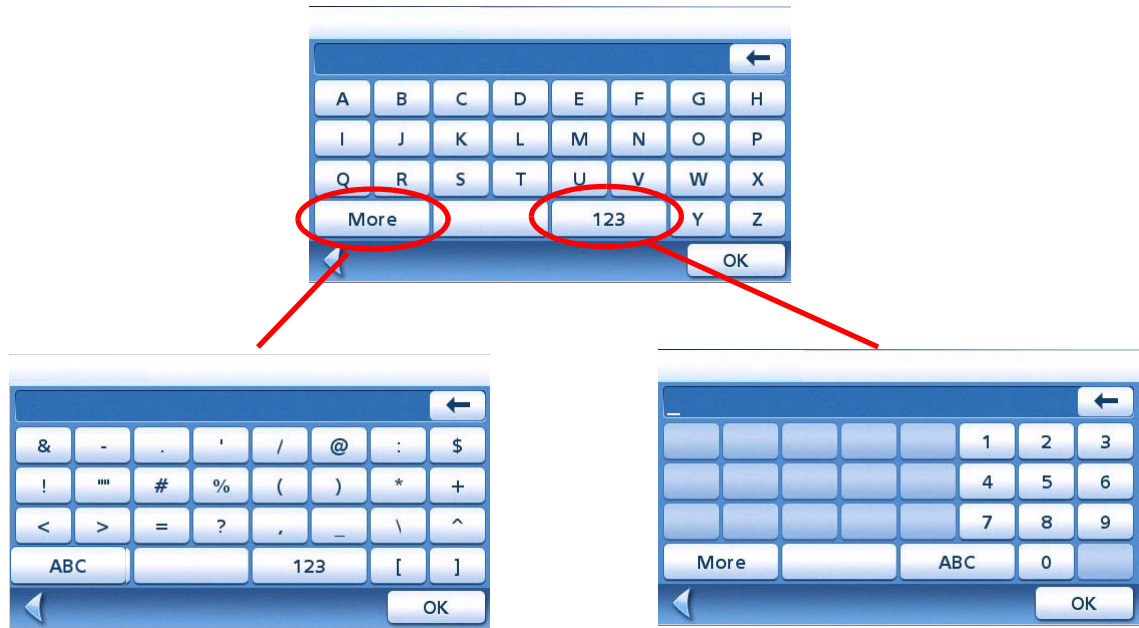 ←
A B C D E F G H
I J K L M N O P
Q R S T U V W X
More 123 Y Z
OK
←
& - . ' / @ : $
! "" # % ( ) * +
< > = ? , _ \ ^
ABC 123 [ ]
OK
_ ←
1 2 3
4 5 6
7 8 9
More ABC 0
OK